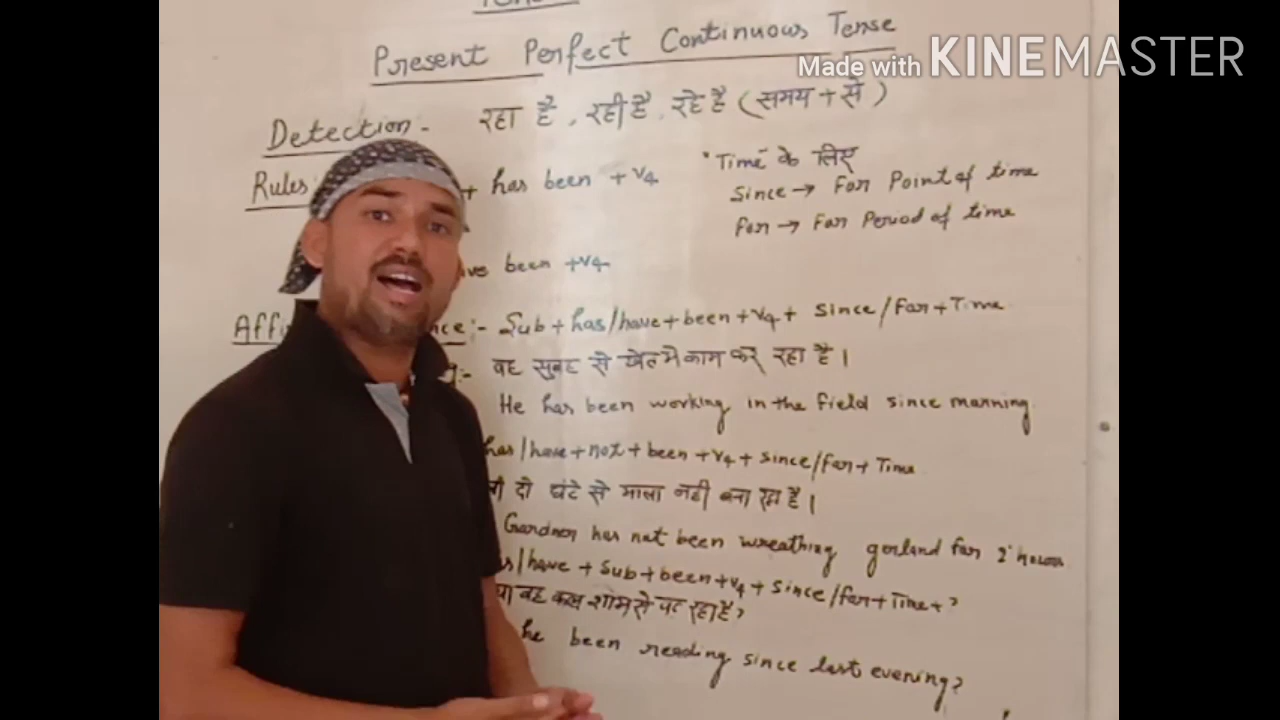 Tense
Present Perfect Continuous Tense
Made with KINEMASTER
Detection - रहा है, रही है, रहे है (समय + से)
Rules: + has been + V4
"Time" के लिए
Since → For Point of time
For → For Period of time
been + V4
:- Sub + has/have + been + V4 + since/for + Time
वह सुबह से खेत मे काम कर रहा है।
He has been working in the field since morning
has/have + not + been + V4 + since/for + Time
दो घंटे से माला नही बना रहा है।
Gardner has not been wreathing gorland for 2 hours
/have + Sub + been + V4 + since/for + Time + ?
वह कल शाम से पढ रहा है?
he been reading since last evening?